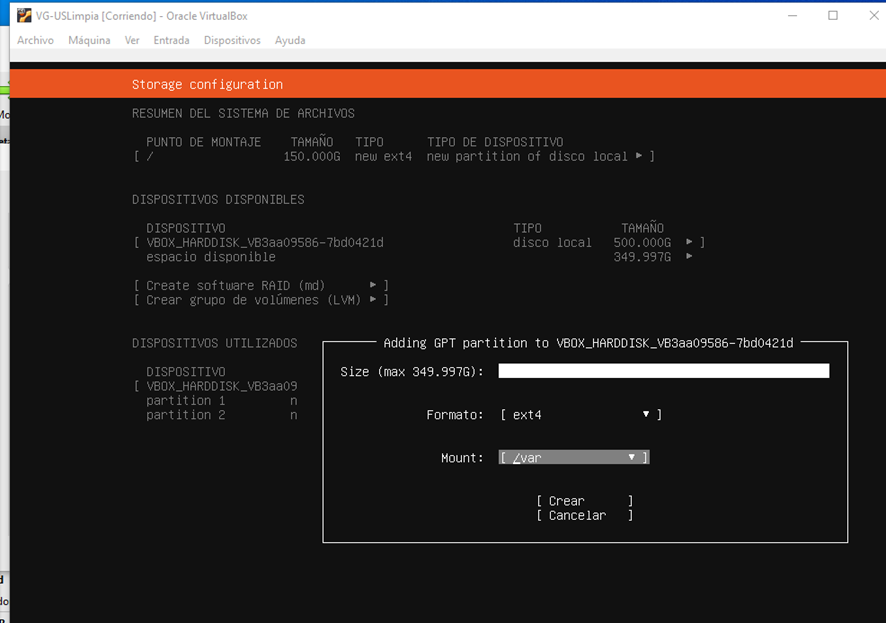 VG-USLimpia [Corriendo] - Oracle VirtualBox
Archivo Máquina Ver Entrada Dispositivos Ayuda
Storage configuration
RESUMEN DEL SISTEMA DE ARCHIVOS
PUNTO DE MONTAJE TAMAÑO TIPO TIPO DE DISPOSITIVO
[ / 150.000G new ext4 new partition of disco local ▸ ]
DISPOSITIVOS DISPONIBLES
DISPOSITIVO TIPO TAMAÑO
[ VBOX_HARDDISK_VB3aa09586-7bd0421d disco local 500.000G ▸ ]
espacio disponible 349.997G ▸
[ Create software RAID (md) ▸ ]
[ Crear grupo de volúmenes (LVM) ▸ ]
DISPOSITIVOS UTILIZADOS
DISPOSITIVO
[ VBOX_HARDDISK_VB3aa09
partition 1 n
partition 2 n
Adding GPT partition to VBOX_HARDDISK_VB3aa09586-7bd0421d
Size (max 349.997G):
Formato: [ ext4 ▾ ]
Mount: [ /var ▾ ]
[ Crear ]
[ Cancelar ]